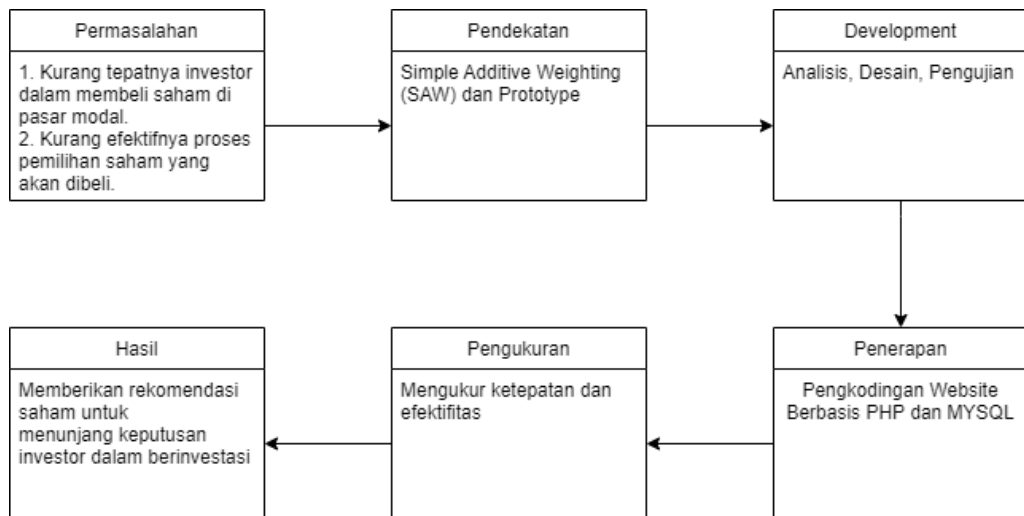 Permasalahan
1. Kurang tepatnya investor
dalam membeli saham di
pasar modal.
2. Kurang efektifnya proses
pemilihan saham yang
akan dibeli.
Pendekatan
Simple Additive Weighting
(SAW) dan Prototype
Development
Analisis, Desain, Pengujian
Penerapan
Pengkodingan Website
Berbasis PHP dan MYSQL
Pengukuran
Mengukur ketepatan dan
efektifitas
Hasil
Memberikan rekomendasi
saham untuk
menunjang keputusan
investor dalam berinvestasi